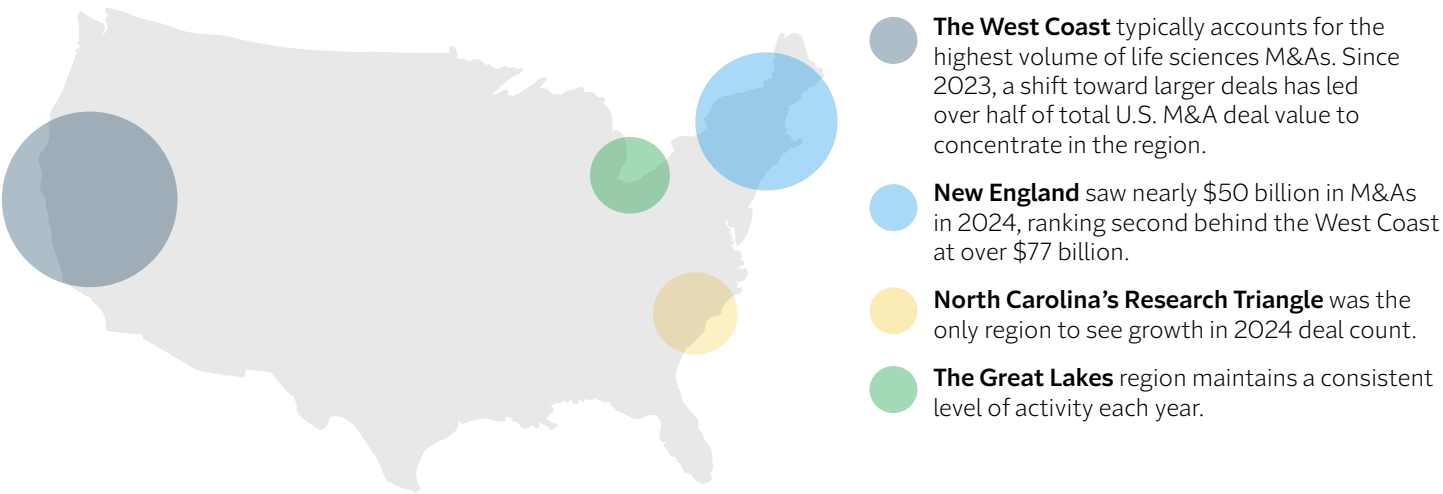 The West Coast typically accounts for the
highest volume of life sciences M&As. Since
2023, a shift toward larger deals has led
over half of total U.S. M&A deal value to
concentrate in the region.
New England saw nearly $50 billion in M&As
in 2024, ranking second behind the West Coast
at over $77 billion.
North Carolina’s Research Triangle was the
only region to see growth in 2024 deal count.
The Great Lakes region maintains a consistent
level of activity each year.